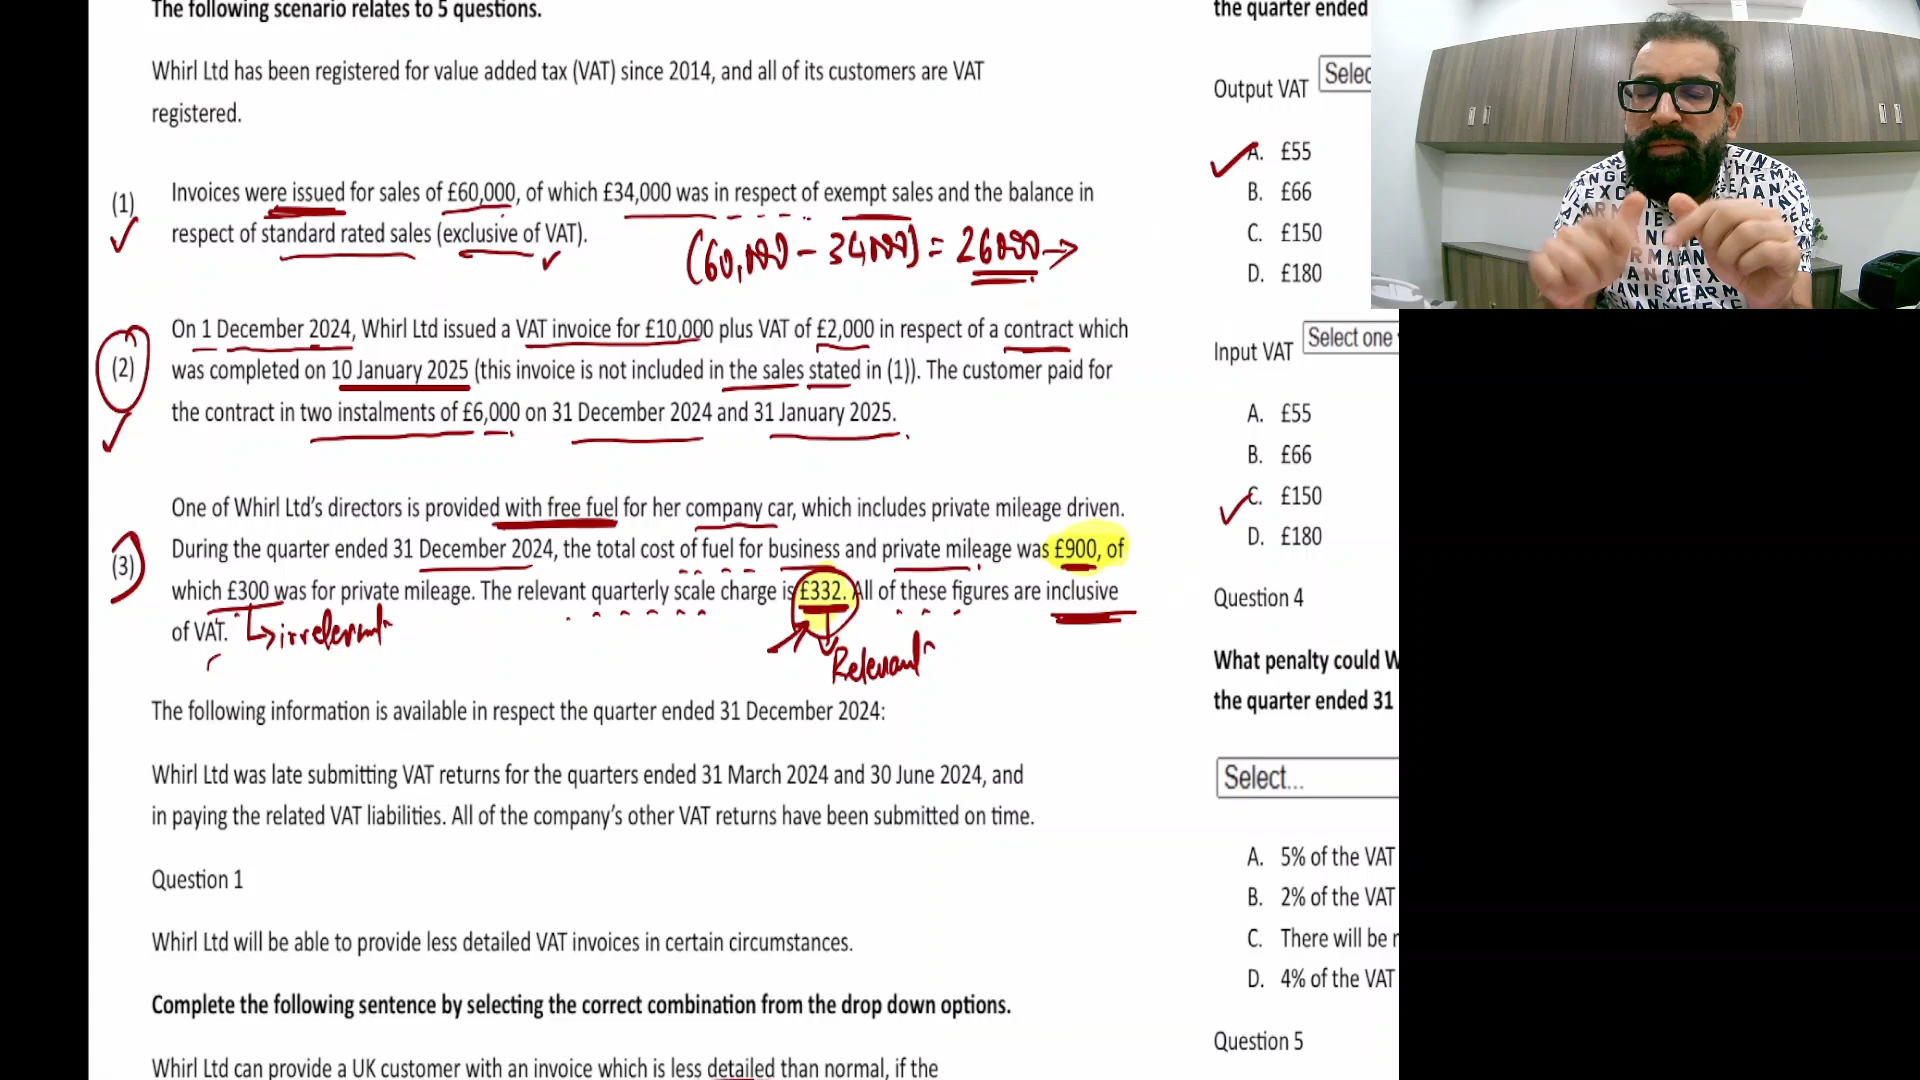 The following scenario relates to 5 questions.
Whirl Ltd has been registered for value added tax (VAT) since 2014, and all of its customers are VAT
registered.
(1)
Invoices were issued for sales of £60,000, of which £34,000 was in respect of exempt sales and the balance in
respect of standard rated sales (exclusive of VAT).
(60,000 - 34000) = 26000 →
(2)
On 1 December 2024, Whirl Ltd issued a VAT invoice for £10,000 plus VAT of £2,000 in respect of a contract which
was completed on 10 January 2025 (this invoice is not included in the sales stated in (1)). The customer paid for
the contract in two instalments of £6,000 on 31 December 2024 and 31 January 2025.
(3)
One of Whirl Ltd’s directors is provided with free fuel for her company car, which includes private mileage driven.
During the quarter ended 31 December 2024, the total cost of fuel for business and private mileage was £900, of
which £300 was for private mileage. The relevant quarterly scale charge is £332. All of these figures are inclusive
of VAT.
irrelevant
Relevant
The following information is available in respect the quarter ended 31 December 2024:
Whirl Ltd was late submitting VAT returns for the quarters ended 31 March 2024 and 30 June 2024, and
in paying the related VAT liabilities. All of the company’s other VAT returns have been submitted on time.
Question 1
Whirl Ltd will be able to provide less detailed VAT invoices in certain circumstances.
Complete the following sentence by selecting the correct combination from the drop down options.
Whirl Ltd can provide a UK customer with an invoice which is less detailed than normal, if the
the quarter ended
Output VAT Selec
A. £55
B. £66
C. £150
D. £180
Input VAT Select one
A. £55
B. £66
C. £150
D. £180
Question 4
What penalty could W
the quarter ended 31
Select...
A. 5% of the VAT
B. 2% of the VAT
C. There will be
D. 4% of the VAT
Question 5